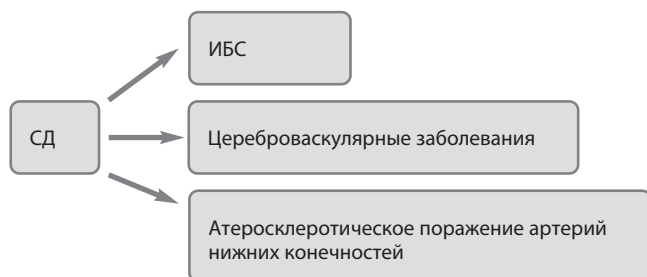 ИБС
СД
Цереброваскулярные заболевания
Атеросклеротическое поражение артерий
нижних конечностей